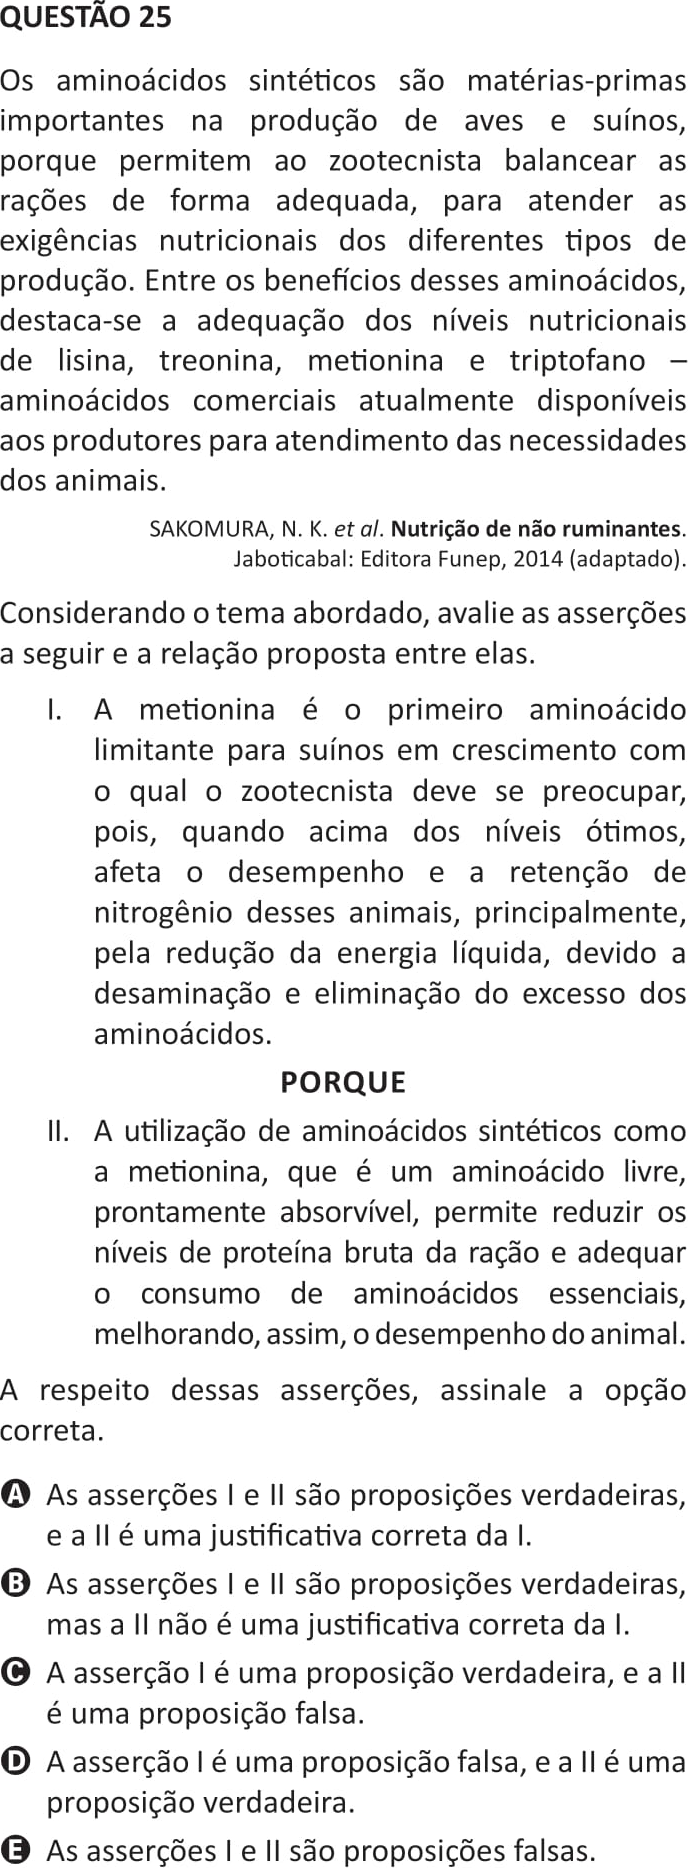 QUESTÃO 25
Os aminoácidos sintéticos são matérias-primas
importantes na produção de aves e suínos,
porque permitem ao zootecnista balancear as
rações de forma adequada, para atender as
exigências nutricionais dos diferentes tipos de
produção. Entre os benefícios desses aminoácidos,
destaca-se a adequação dos níveis nutricionais
de lisina, treonina, metionina e triptofano –
aminoácidos comerciais atualmente disponíveis
aos produtores para atendimento das necessidades
dos animais.
SAKOMURA, N. K. et al. Nutrição de não ruminantes.
Jaboticabal: Editora Funep, 2014 (adaptado).
Considerando o tema abordado, avalie as asserções
a seguir e a relação proposta entre elas.
I. A metionina é o primeiro aminoácido
limitante para suínos em crescimento com
o qual o zootecnista deve se preocupar,
pois, quando acima dos níveis ótimos,
afeta o desempenho e a retenção de
nitrogênio desses animais, principalmente,
pela redução da energia líquida, devido a
desaminação e eliminação do excesso dos
aminoácidos.
PORQUE
II. A utilização de aminoácidos sintéticos como
a metionina, que é um aminoácido livre,
prontamente absorvível, permite reduzir os
níveis de proteína bruta da ração e adequar
o consumo de aminoácidos essenciais,
melhorando, assim, o desempenho do animal.
A respeito dessas asserções, assinale a opção
correta.
A As asserções I e II são proposições verdadeiras,
e a II é uma justificativa correta da I.
B As asserções I e II são proposições verdadeiras,
mas a II não é uma justificativa correta da I.
C A asserção I é uma proposição verdadeira, e a II
é uma proposição falsa.
D A asserção I é uma proposição falsa, e a II é uma
proposição verdadeira.
E As asserções I e II são proposições falsas.